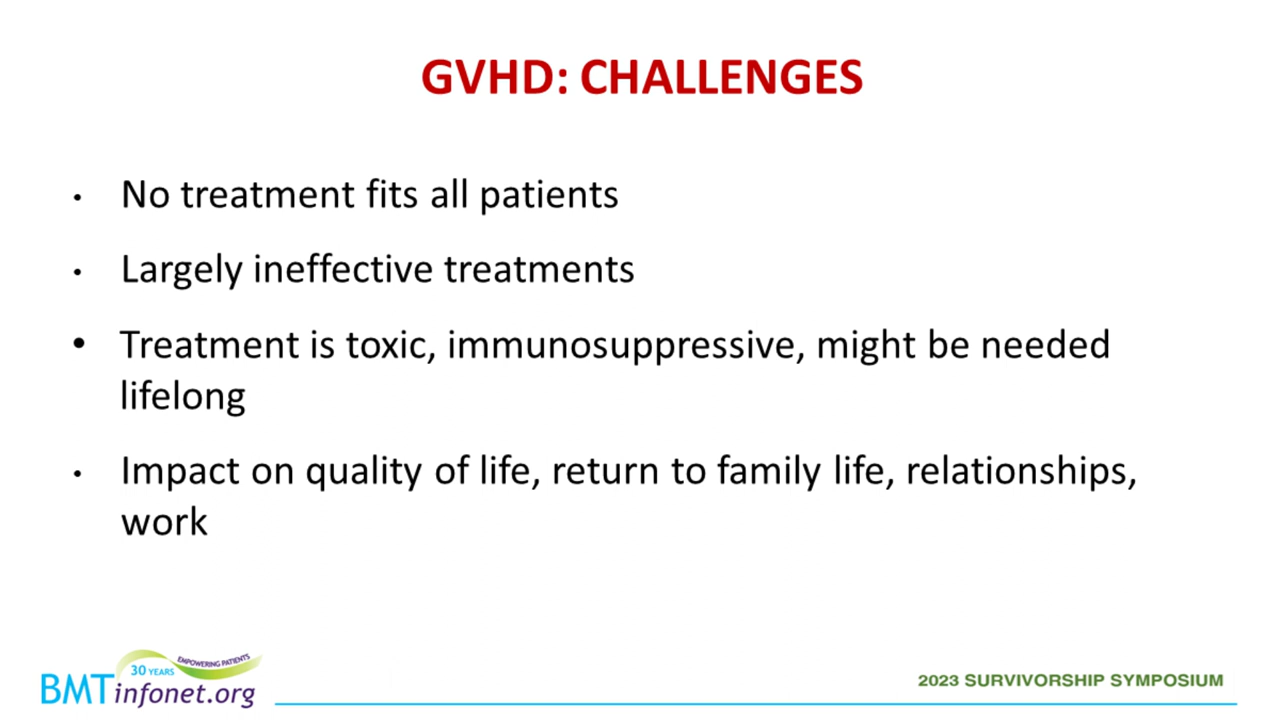 GVHD: CHALLENGES
• No treatment fits all patients
• Largely ineffective treatments
• Treatment is toxic, immunosuppressive, might be needed
lifelong
• Impact on quality of life, return to family life, relationships,
work
30 YEARS
EMPOWERING PATIENTS
BMTinfonet.org
2023 SURVIVORSHIP SYMPOSIUM